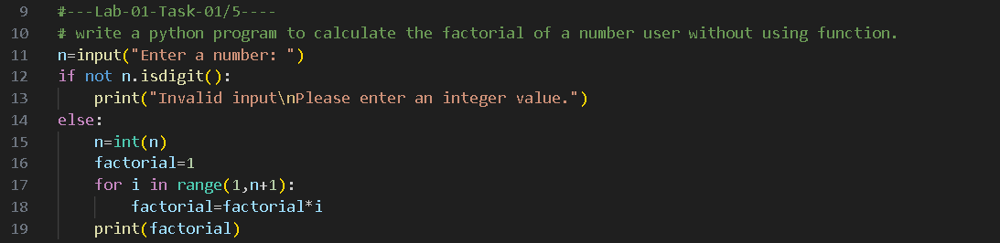 9 #---Lab-01-Task-01/5----
10 # write a python program to calculate the factorial of a number user without using function.
11 n=input("Enter a number: ")
12 if not n.isdigit():
13     print("Invalid input\nPlease enter an integer value.")
14 else:
15     n=int(n)
16     factorial=1
17     for i in range(1,n+1):
18         factorial=factorial*i
19     print(factorial)